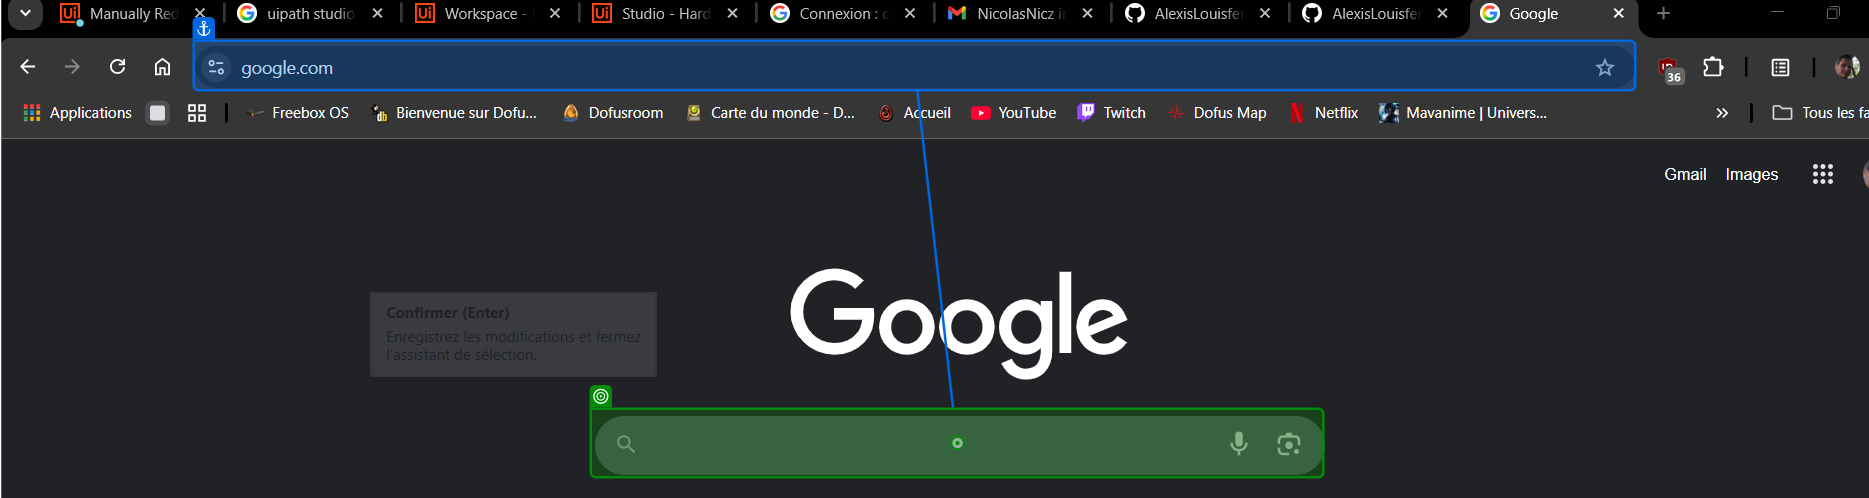 Manually Red
uipath studio
Workspace -
Studio - Hard
Connexion : c
NicolasNicz i
AlexisLouisfe
AlexisLouisfe
Google
google.com
36
Applications
Freebox OS
Bienvenue sur Dofu...
Dofusroom
Carte du monde - D...
Accueil
YouTube
Twitch
Dofus Map
Netflix
Mavanime | Univers...
Tous les fa
Gmail
Images
Google
Confirmer (Enter)
Enregistrez les modifications et fermez
l'assistant de sélection.